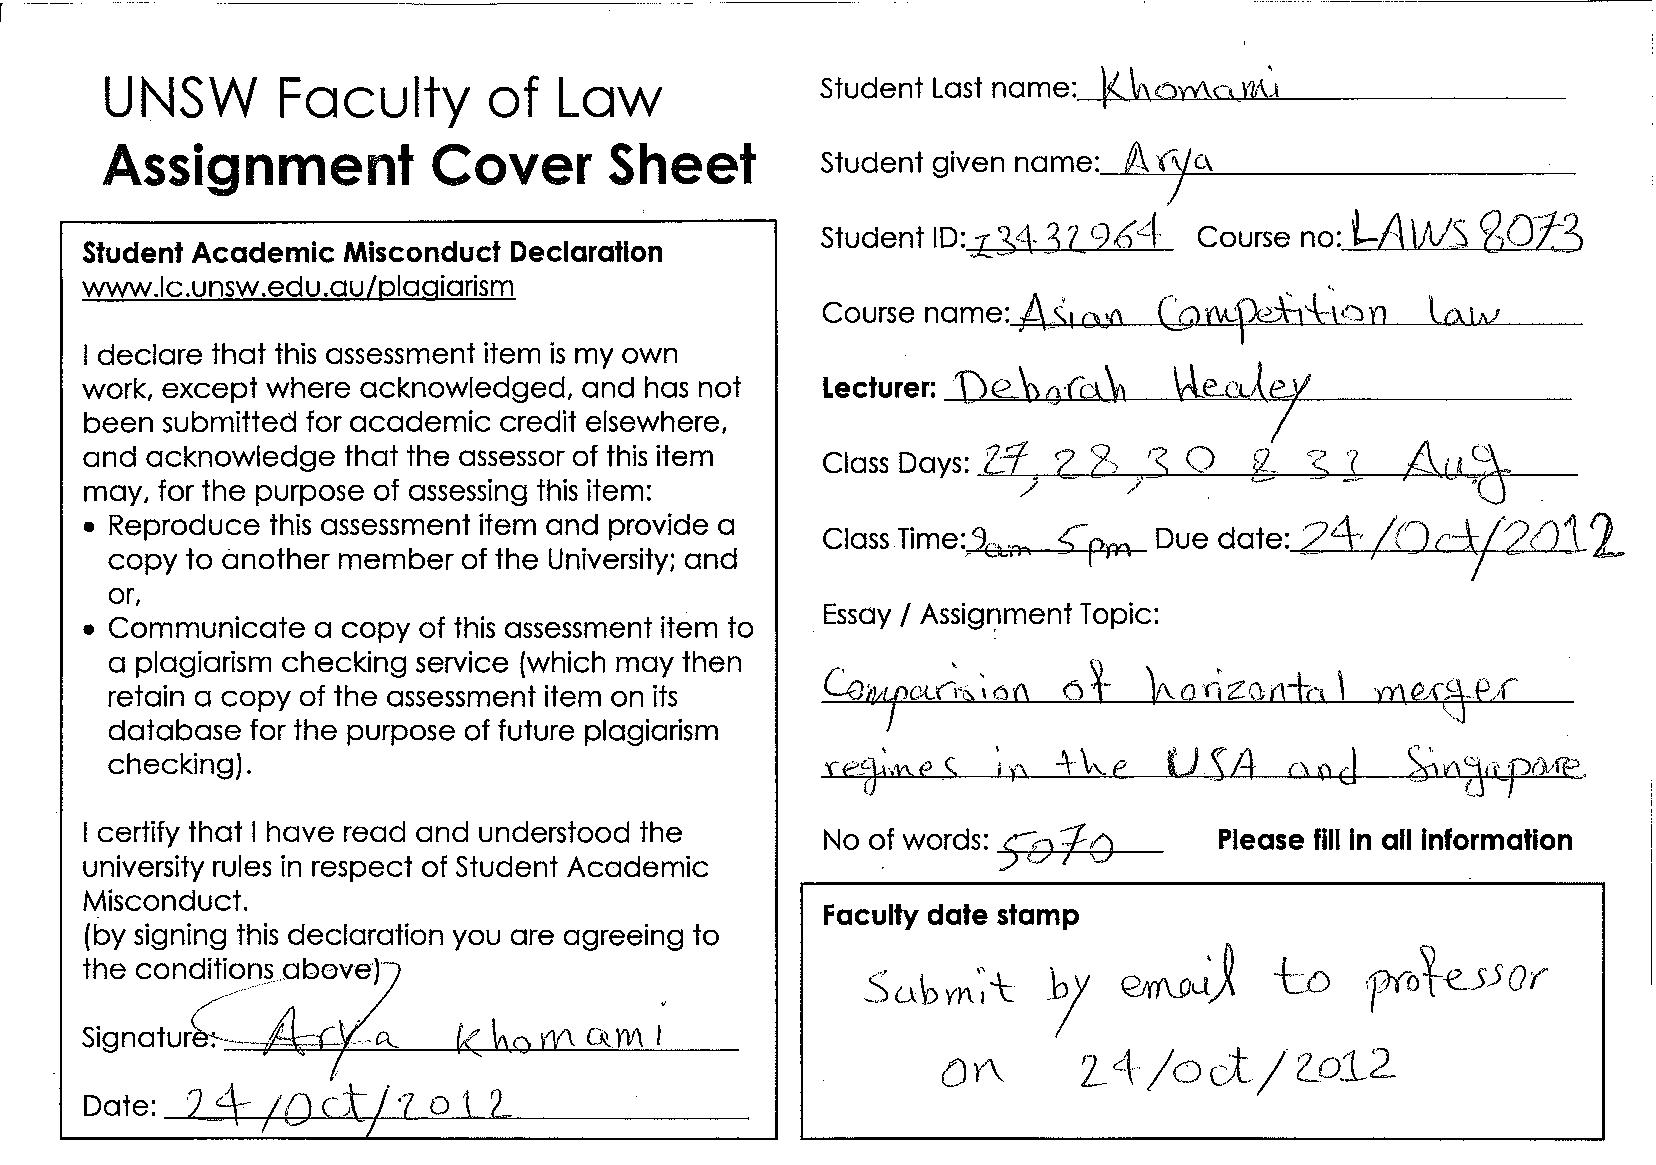 UNSW Faculty of Law
Assignment Cover Sheet
Student Academic Misconduct Declaration
www.lc.unsw.edu.au/plagiarism
I declare that this assessment item is my own
work, except where acknowledged, and has not
been submitted for academic credit elsewhere,
and acknowledge that the assessor of this item
may, for the purpose of assessing this item:
• Reproduce this assessment item and provide a
copy to another member of the University; and
or,
• Communicate a copy of this assessment item to
a plagiarism checking service (which may then
retain a copy of the assessment item on its
database for the purpose of future plagiarism
checking).
I certify that I have read and understood the
university rules in respect of Student Academic
Misconduct.
(by signing this declaration you are agreeing to
the conditions above)
Signature: Arya Khomami
Date: 24/Oct/2012
Student Last name: Khomami
Student given name: Arya
Student ID: Course no: LAWS 8073
Course name: Asian Competition Law
Lecturer: Deborah Healey
Class Days: 27, 28, 30 & 31 Aug
Class Time: 9am 5pm Due date: 24/Oct/2012
Essay / Assignment Topic:
Comparision of horizontal merger
regimes in the USA and Singapore
No of words: 5070 Please fill in all information
Faculty date stamp
Submit by email to professor
on 24/oct/2012